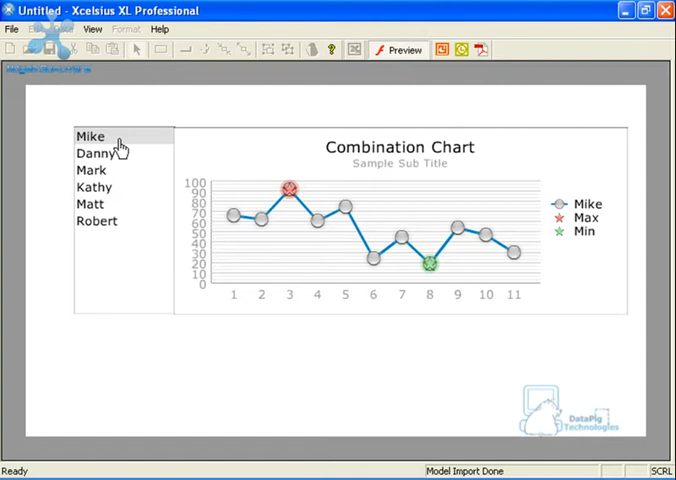 Untitled - Xcelsius XL Professional
File View Format Help
Preview
Mike
Danny
Mark
Kathy
Matt
Robert
Combination Chart
Sample Sub Title
100
90
80
70
60
50
40
30
20
10
0
1 2 3 4 5 6 7 8 9 10 11
Mike
Max
Min
DataPig
Technologies
Ready Model Import Done SCRL